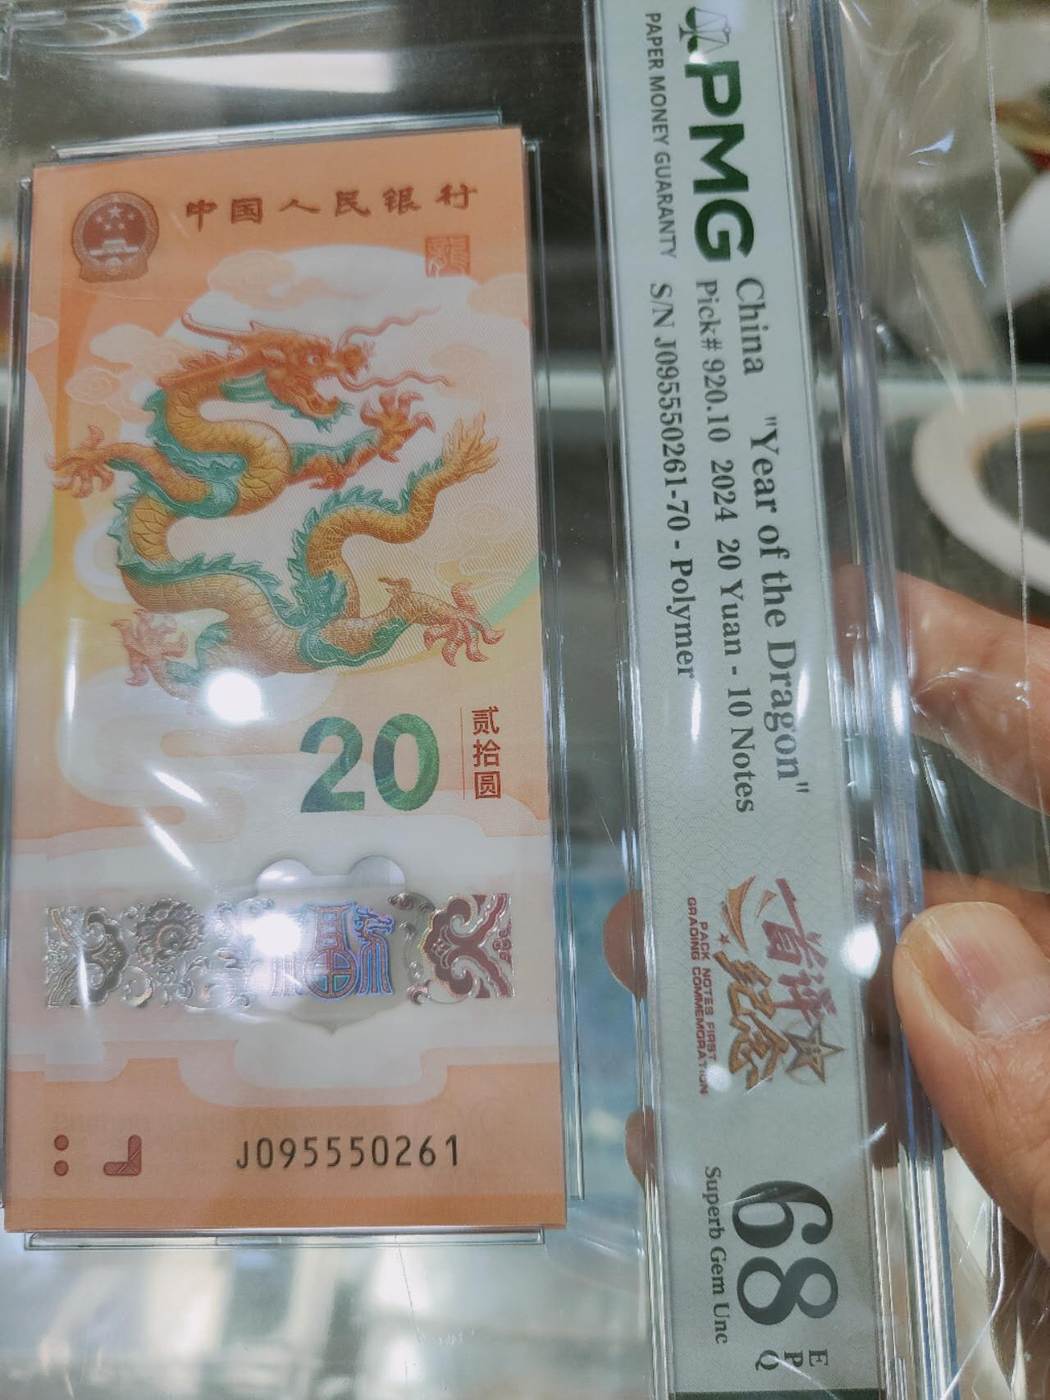 中国人民银行
龍
20
贰拾圆
J095550261
PMG
PAPER MONEY GUARANTY
China "Year of the Dragon"
Pick# 920.10 2024 20 Yuan - 10 Notes
S/N J095550261-70 - Polymer
首评
纪念
PACK NOTES FIRST
GRADING COMMEMORATION
68 EPQ
Superb Gem Unc